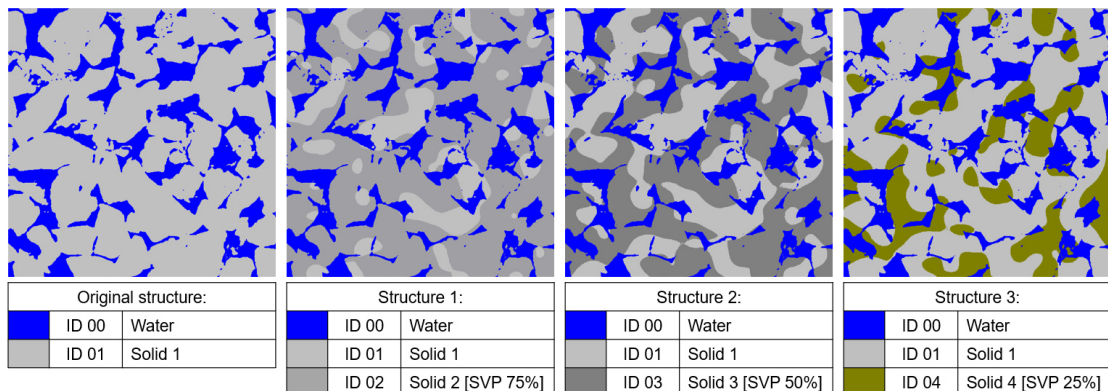 Original structure:
ID 00 Water
ID 01 Solid 1
Structure 1:
ID 00 Water
ID 01 Solid 1
ID 02 Solid 2 [SVP 75%]
Structure 2:
ID 00 Water
ID 01 Solid 1
ID 03 Solid 3 [SVP 50%]
Structure 3:
ID 00 Water
ID 01 Solid 1
ID 04 Solid 4 [SVP 25%]